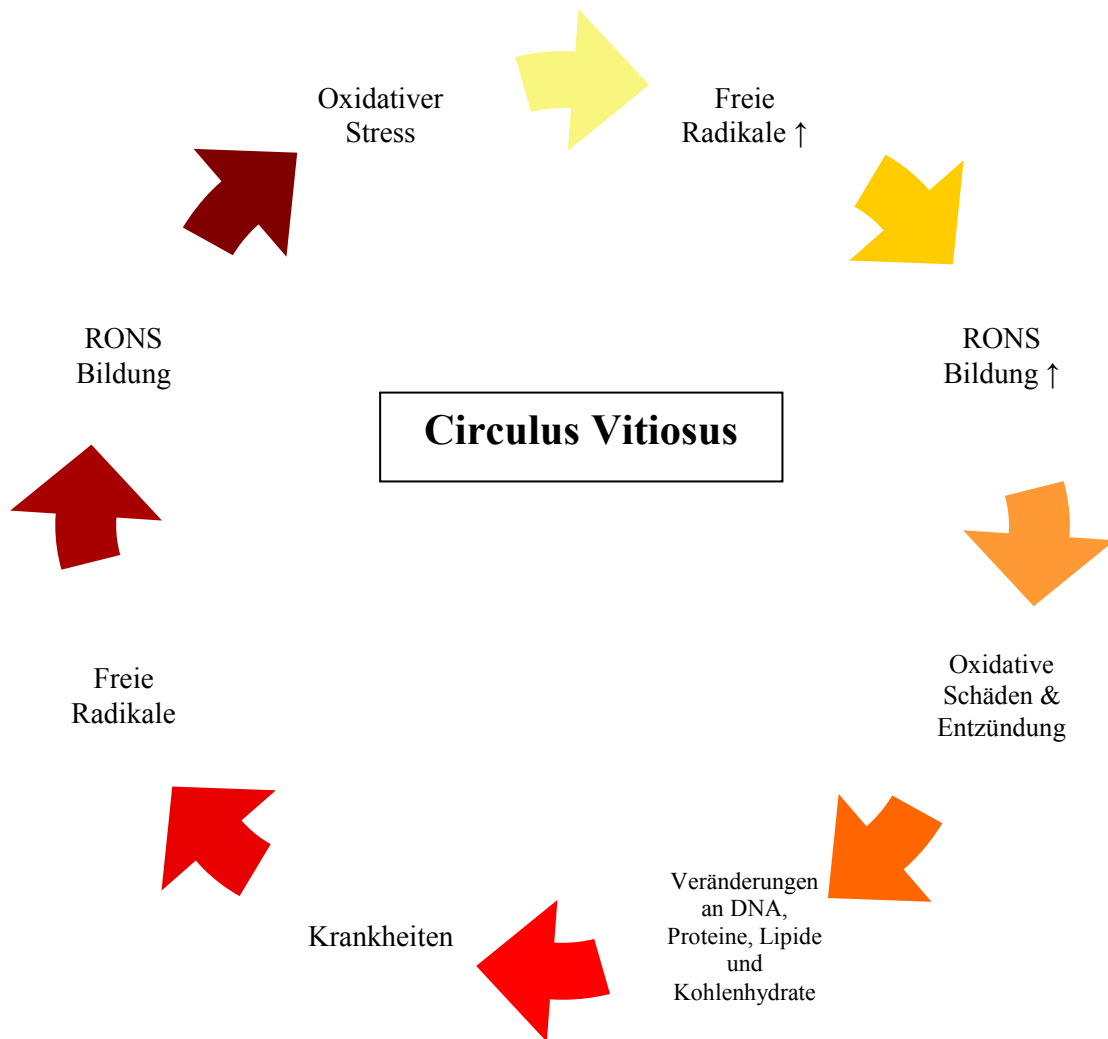 Oxidativer
Stress
Freie
Radikale ↑
RONS
Bildung ↑
Oxidative
Schäden &
Entzündung
Veränderungen
an DNA,
Proteine, Lipide
und
Kohlenhydrate
Krankheiten
Freie
Radikale
RONS
Bildung
Circulus Vitiosus